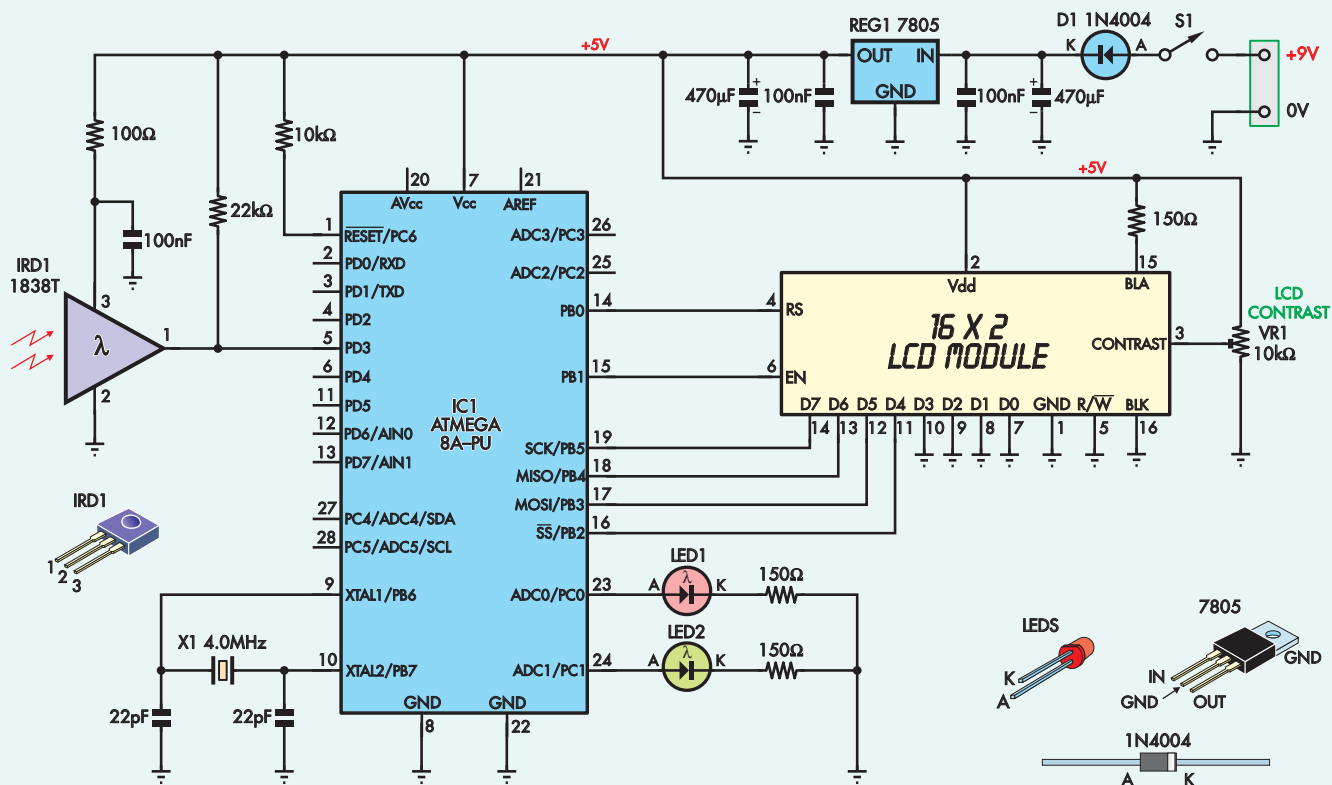 REG1 7805
D1 1N4004
S1
K
A
+5V
OUT
IN
GND
+9V
0V
470µF
+
–
100nF
100nF
+
–
470µF
100Ω
10kΩ
22kΩ
100nF
+5V
150Ω
IRD1
1838T
λ
3
1
2
20
7
21
AVcc
Vcc
AREF
1
RESET/PC6
2
PD0/RXD
3
PD1/TXD
4
PD2
5
PD3
6
PD4
11
PD5
12
PD6/AIN0
13
PD7/AIN1
27
PC4/ADC4/SDA
28
PC5/ADC5/SCL
9
XTAL1/PB6
10
XTAL2/PB7
IC1
ATMEGA
8A–PU
ADC3/PC3
26
ADC2/PC2
25
PB0
14
PB1
15
SCK/PB5
19
MISO/PB4
18
MOSI/PB3
17
SS/PB2
16
ADC0/PC0
23
ADC1/PC1
24
GND
GND
8
22
2
15
Vdd
BLA
4
RS
6
EN
16 X 2
LCD MODULE
CONTRAST
3
LCD
CONTRAST
VR1
10kΩ
D7
D6
D5
D4
D3
D2
D1
D0
GND
R/W
BLK
14
13
12
11
10
9
8
7
1
5
16
IRD1
1
2
3
X1 4.0MHz
22pF
22pF
LED1
A
λ
K
150Ω
LED2
A
λ
K
150Ω
LEDS
K
A
7805
GND
IN
GND
OUT
1N4004
A
K